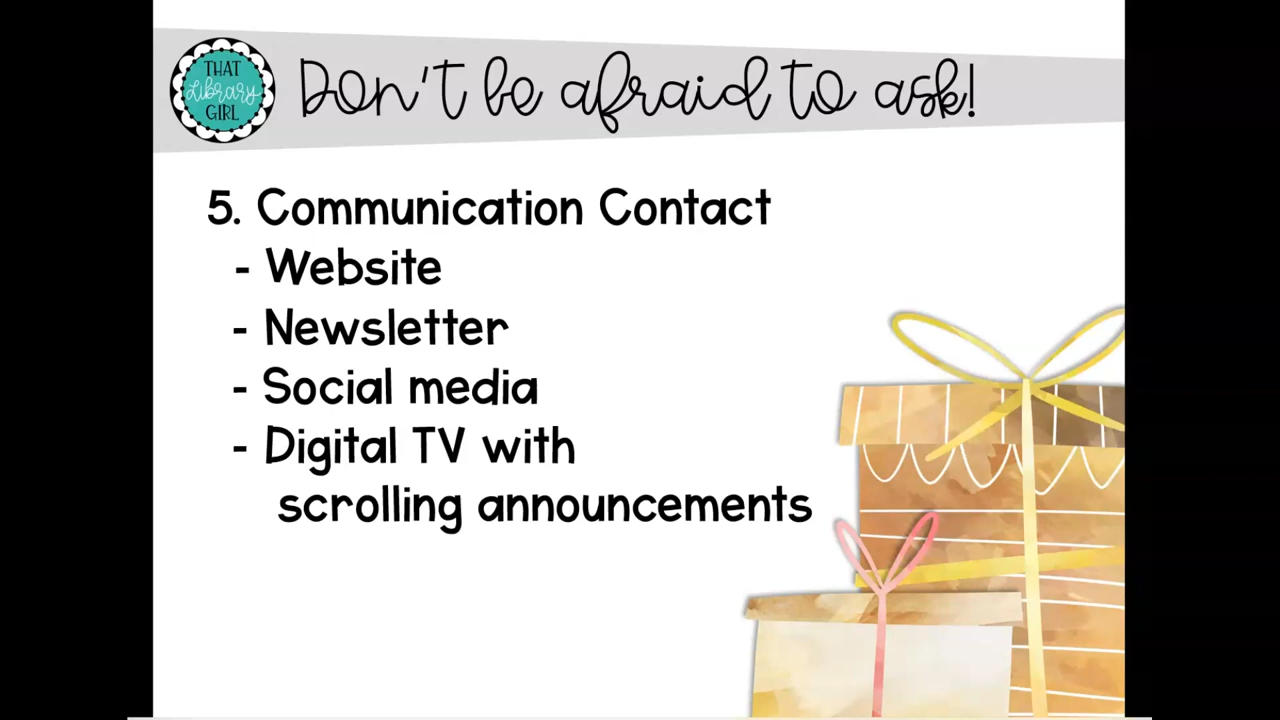 THAT
Library
GIRL
Don't be afraid to ask!
5. Communication Contact
- Website
- Newsletter
- Social media
- Digital TV with
scrolling announcements